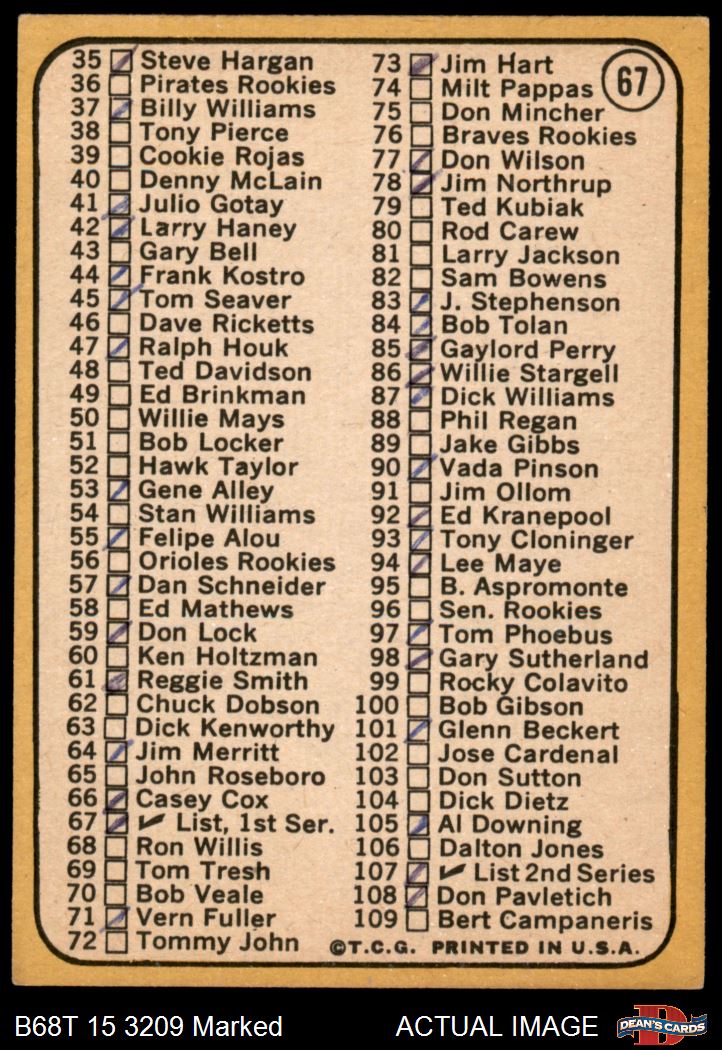 67
35 Steve Hargan
36 Pirates Rookies
37 Billy Williams
38 Tony Pierce
39 Cookie Rojas
40 Denny McLain
41 Julio Gotay
42 Larry Haney
43 Gary Bell
44 Frank Kostro
45 Tom Seaver
46 Dave Ricketts
47 Ralph Houk
48 Ted Davidson
49 Ed Brinkman
50 Willie Mays
51 Bob Locker
52 Hawk Taylor
53 Gene Alley
54 Stan Williams
55 Felipe Alou
56 Orioles Rookies
57 Dan Schneider
58 Ed Mathews
59 Don Lock
60 Ken Holtzman
61 Reggie Smith
62 Chuck Dobson
63 Dick Kenworthy
64 Jim Merritt
65 John Roseboro
66 Casey Cox
67 ✓ List, 1st Ser.
68 Ron Willis
69 Tom Tresh
70 Bob Veale
71 Vern Fuller
72 Tommy John
73 Jim Hart
74 Milt Pappas
75 Don Mincher
76 Braves Rookies
77 Don Wilson
78 Jim Northrup
79 Ted Kubiak
80 Rod Carew
81 Larry Jackson
82 Sam Bowens
83 J. Stephenson
84 Bob Tolan
85 Gaylord Perry
86 Willie Stargell
87 Dick Williams
88 Phil Regan
89 Jake Gibbs
90 Vada Pinson
91 Jim Ollom
92 Ed Kranepool
93 Tony Cloninger
94 Lee Maye
95 B. Aspromonte
96 Sen. Rookies
97 Tom Phoebus
98 Gary Sutherland
99 Rocky Colavito
100 Bob Gibson
101 Glenn Beckert
102 Jose Cardenal
103 Don Sutton
104 Dick Dietz
105 Al Downing
106 Dalton Jones
107 ✓ List 2nd Series
108 Don Pavletich
109 Bert Campaneris
©T.C.G. PRINTED IN U.S.A.
B68T 15 3209 Marked
ACTUAL IMAGE
D
DEAN'S CARDS